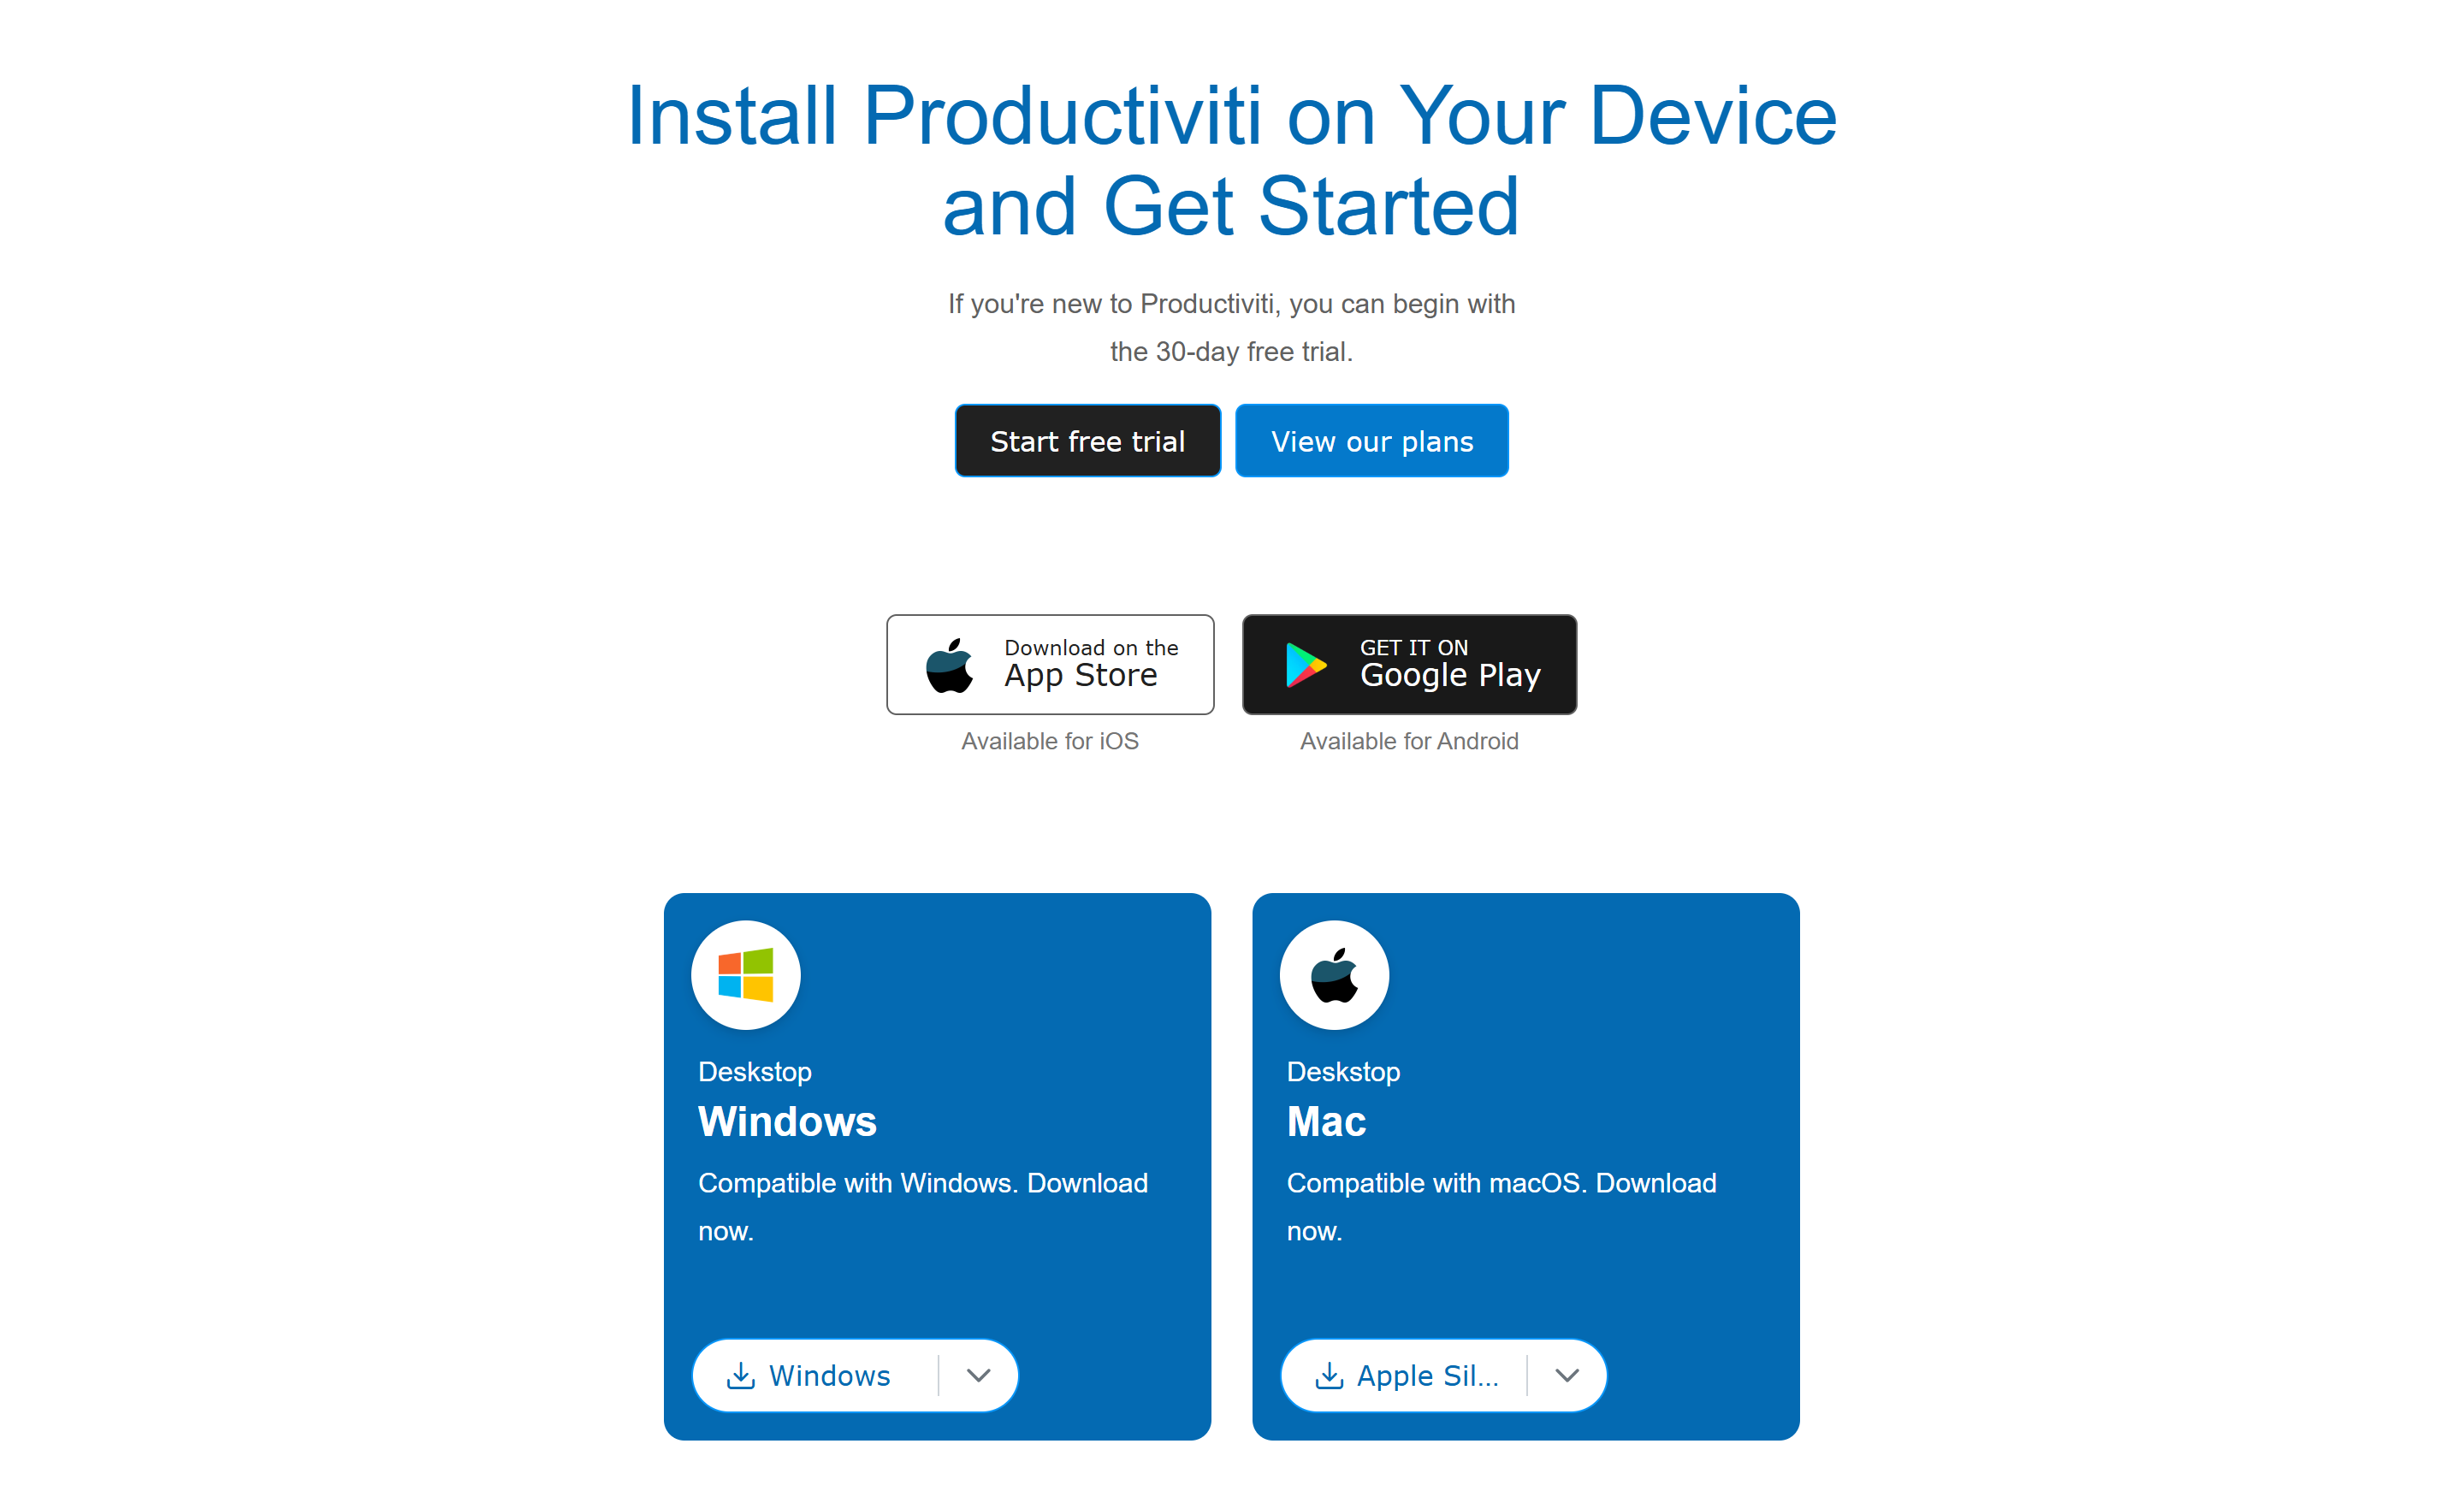 Install Productiviti on Your Device
and Get Started
If you're new to Productiviti, you can begin with
the 30-day free trial.
Start free trial
View our plans
Download on the
App Store
GET IT ON
Google Play
Available for iOS
Available for Android
Deskstop
Windows
Compatible with Windows. Download
now.
Windows
Deskstop
Mac
Compatible with macOS. Download
now.
Apple Sil...